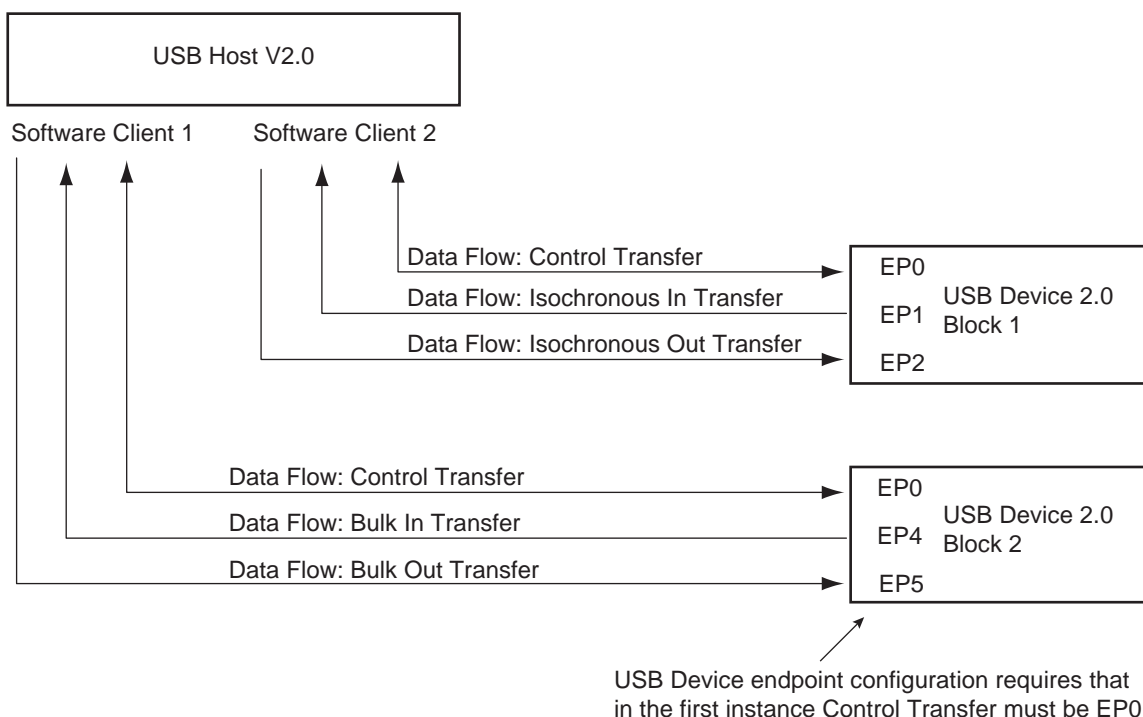 USB Host V2.0
Software Client 1
Software Client 2
Data Flow: Control Transfer
Data Flow: Isochronous In Transfer
Data Flow: Isochronous Out Transfer
EP0
EP1
EP2
USB Device 2.0
Block 1
Data Flow: Control Transfer
Data Flow: Bulk In Transfer
Data Flow: Bulk Out Transfer
EP0
EP4
EP5
USB Device 2.0
Block 2
USB Device endpoint configuration requires that
in the first instance Control Transfer must be EP0